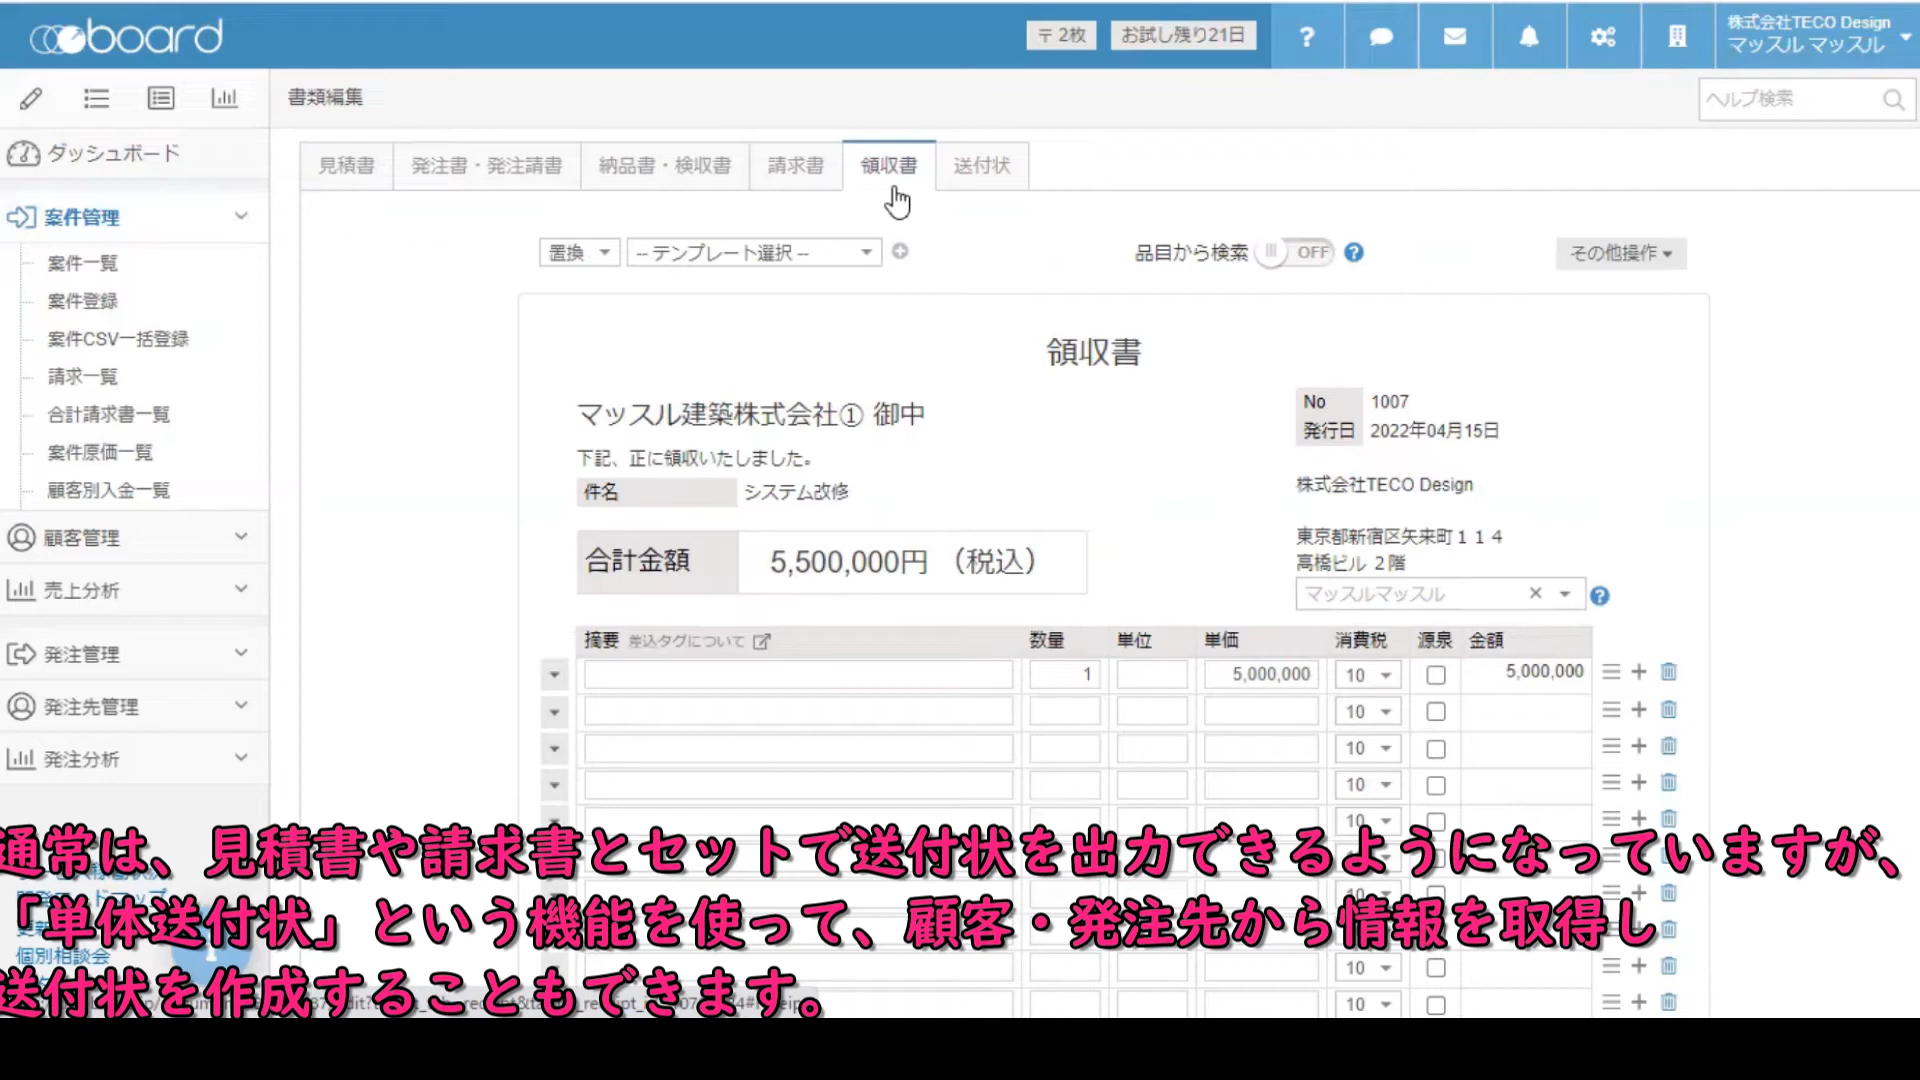 board
〒2枚
お試し残り21日
?
株式会社TECO Design
マッスル マッスル
書類編集
ヘルプ検索
ダッシュボード
案件管理
案件一覧
案件登録
案件CSV一括登録
請求一覧
合計請求書一覧
案件原価一覧
顧客別入金一覧
顧客管理
売上分析
発注管理
発注先管理
発注分析
見積書
発注書・発注請書
納品書・検収書
請求書
領収書
送付状
置換
-- テンプレート選択 --
品目から検索
OFF
?
その他操作
領収書
マッスル建築株式会社① 御中
No 1007
発行日 2022年04月15日
下記、正に領収いたしました。
件名 システム改修
株式会社TECO Design
東京都新宿区矢来町１１４
高橋ビル ２階
マッスルマッスル
?
合計金額 5,500,000円 （税込）
摘要 差込タグについて 数量 単位 単価 消費税 源泉 金額
1 5,000,000 10 5,000,000
10
10
10
10
10
10
10
通常は、見積書や請求書とセットで送付状を出力できるようになっていますが、
「単体送付状」という機能を使って、顧客・発注先から情報を取得し
個別相談会
送付状を作成することもできます。